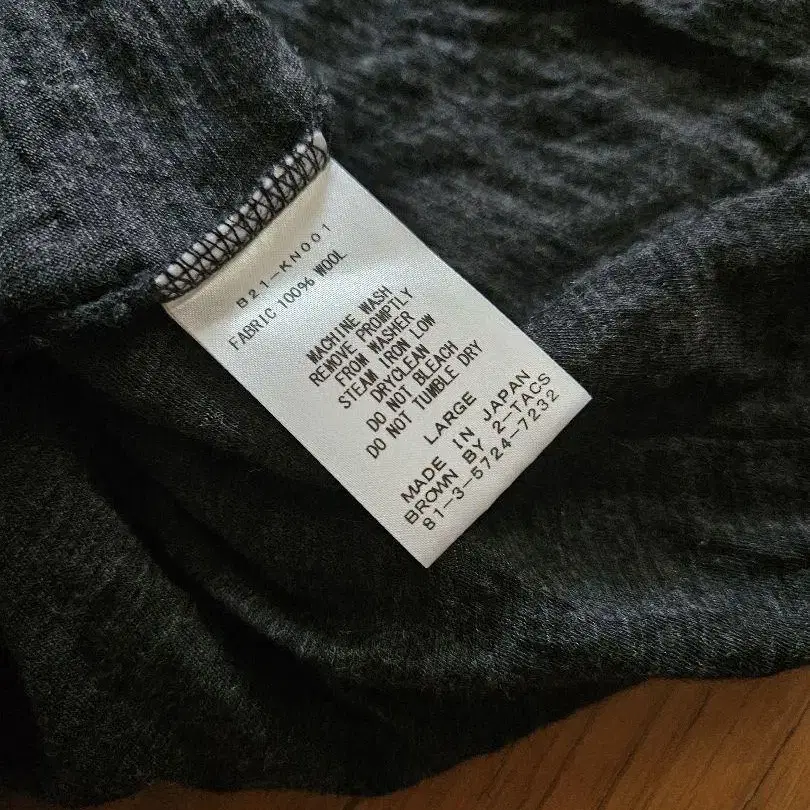 B21-KN001
FABRIC 100% WOOL
MACHINE WASH
REMOVE PROMPTLY
FROM WASHER
STEAM IRON LOW
DRYCLEAN
DO NOT BLEACH
DO NOT TUMBLE DRY
LARGE
MADE IN JAPAN
BROWN BY 2-TACS
81-3-5724-7232